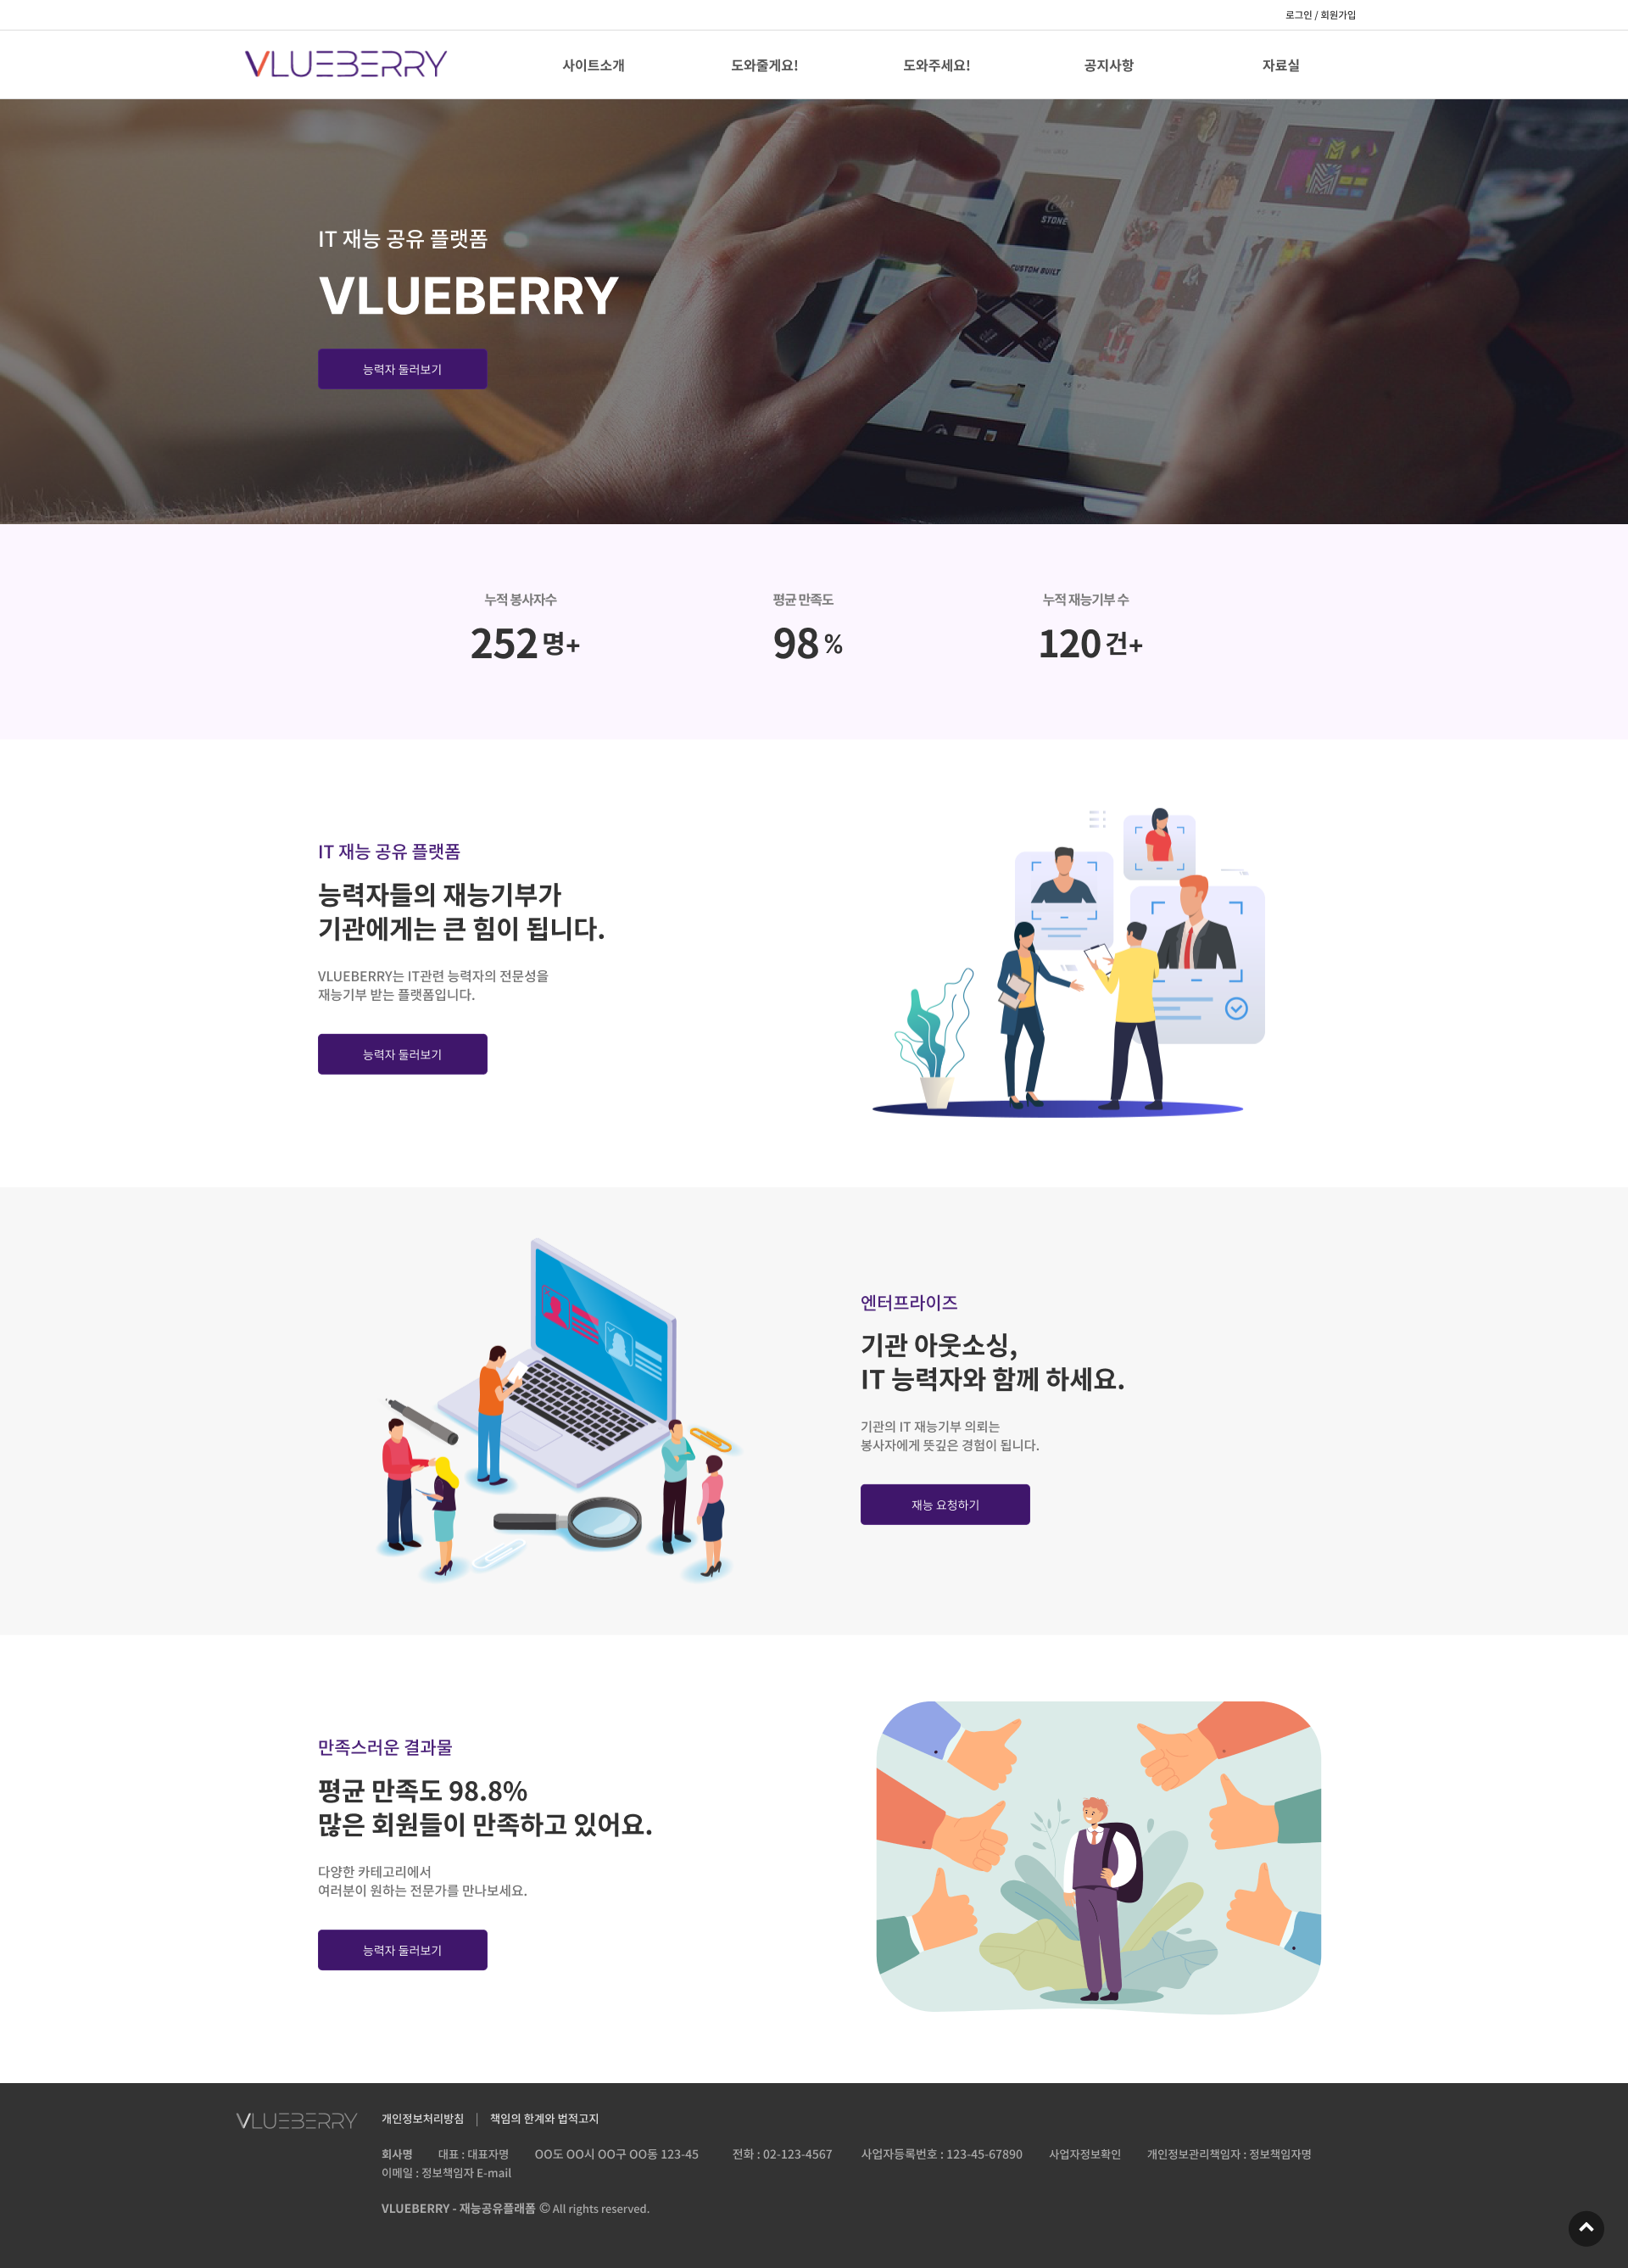 로그인 / 회원가입
VLUEBERRY
사이트소개
도와줄게요!
도와주세요!
공지사항
자료실
IT 재능 공유 플랫폼
VLUEBERRY
능력자 둘러보기
STONE
CUSTOM BUILT
누적 봉사자수
평균 만족도
누적 재능기부 수
252 명+
98 %
120 건+
IT 재능 공유 플랫폼
능력자들의 재능기부가
기관에게는 큰 힘이 됩니다.
VLUEBERRY는 IT관련 능력자의 전문성을
재능기부 받는 플랫폼입니다.
능력자 둘러보기
엔터프라이즈
기관 아웃소싱,
IT 능력자와 함께 하세요.
기관의 IT 재능기부 의뢰는
봉사자에게 뜻깊은 경험이 됩니다.
재능 요청하기
만족스러운 결과물
평균 만족도 98.8%
많은 회원들이 만족하고 있어요.
다양한 카테고리에서
여러분이 원하는 전문가를 만나보세요.
능력자 둘러보기
VLUEBERRY
개인정보처리방침 | 책임의 한계와 법적고지
회사명 대표 : 대표자명 OO도 OO시 OO구 OO동 123-45 전화 : 02-123-4567 사업자등록번호 : 123-45-67890 사업자정보확인 개인정보관리책임자 : 정보책임자명
이메일 : 정보책임자 E-mail
VLUEBERRY - 재능공유플래폼 © All rights reserved.